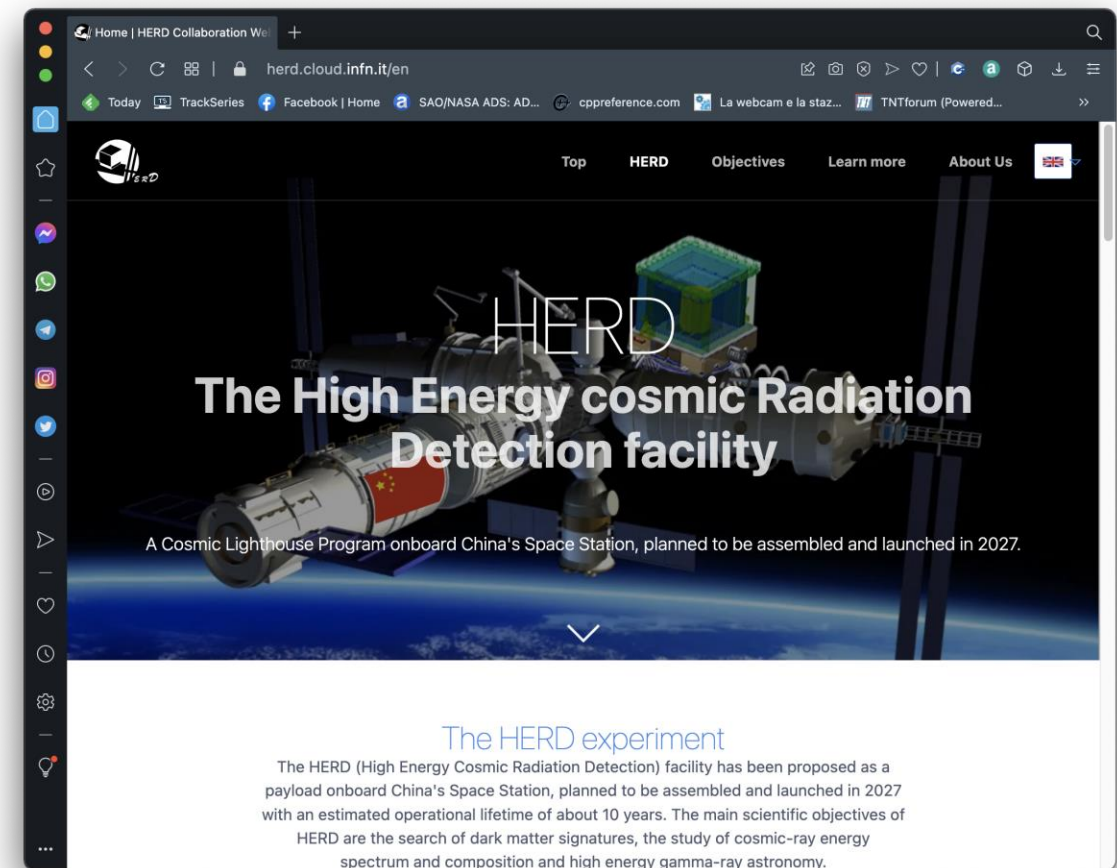 Home | HERD Collaboration We
herd.cloud.infn.it/en
Today TrackSeries Facebook | Home SAO/NASA ADS: AD... cppreference.com La webcam e la staz... TNTforum (Powered... »
HERD Top HERD Objectives Learn more About Us
HERD
The High Energy cosmic Radiation
Detection facility
A Cosmic Lighthouse Program onboard China's Space Station, planned to be assembled and launched in 2027.
The HERD experiment
The HERD (High Energy Cosmic Radiation Detection) facility has been proposed as a
payload onboard China's Space Station, planned to be assembled and launched in 2027
with an estimated operational lifetime of about 10 years. The main scientific objectives of
HERD are the search of dark matter signatures, the study of cosmic-ray energy
spectrum and composition and high energy gamma-ray astronomy.